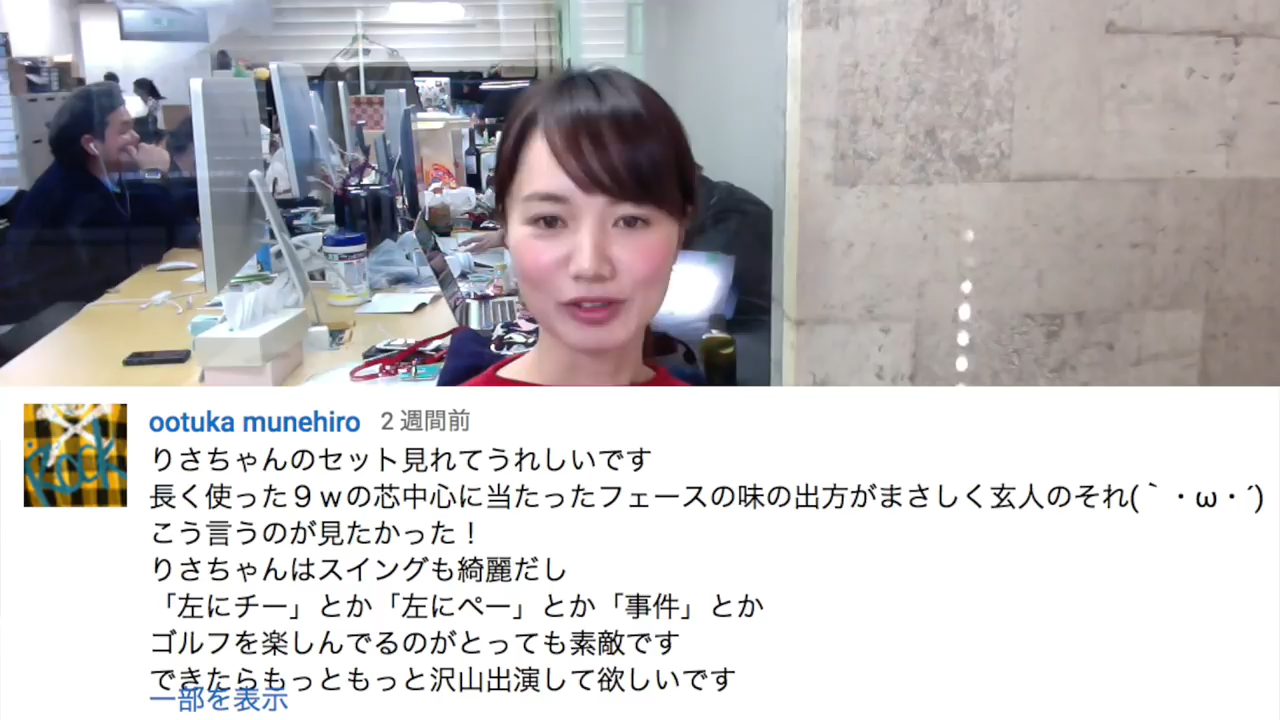 ootuka munehiro 2 週間前
りさちゃんのセット見れてうれしいです
長く使った９ｗの芯中心に当たったフェースの味の出方がまさしく玄人のそれ(｀・ω・´)
こう言うのが見たかった！
りさちゃんはスイングも綺麗だし
「左にチー」とか「左にペー」とか「事件」とか
ゴルフを楽しんでるのがとっても素敵です
できたらもっともっと沢山出演して欲しいです
一部を表示
Rock